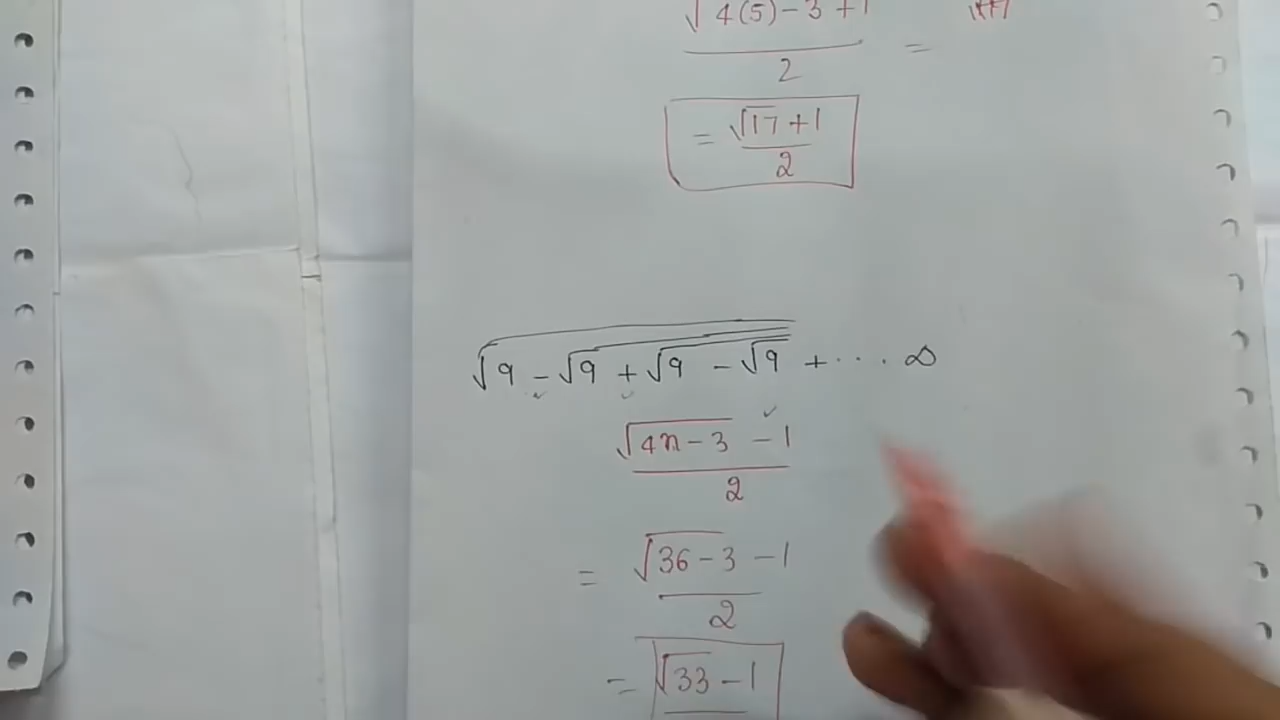 √4(5)-3 +1
2
=
= √17 +1
2
√9 - √9 + √9 - √9 + ... ∞
√4n-3 -1
2
= √36-3 -1
2
= √33 -1